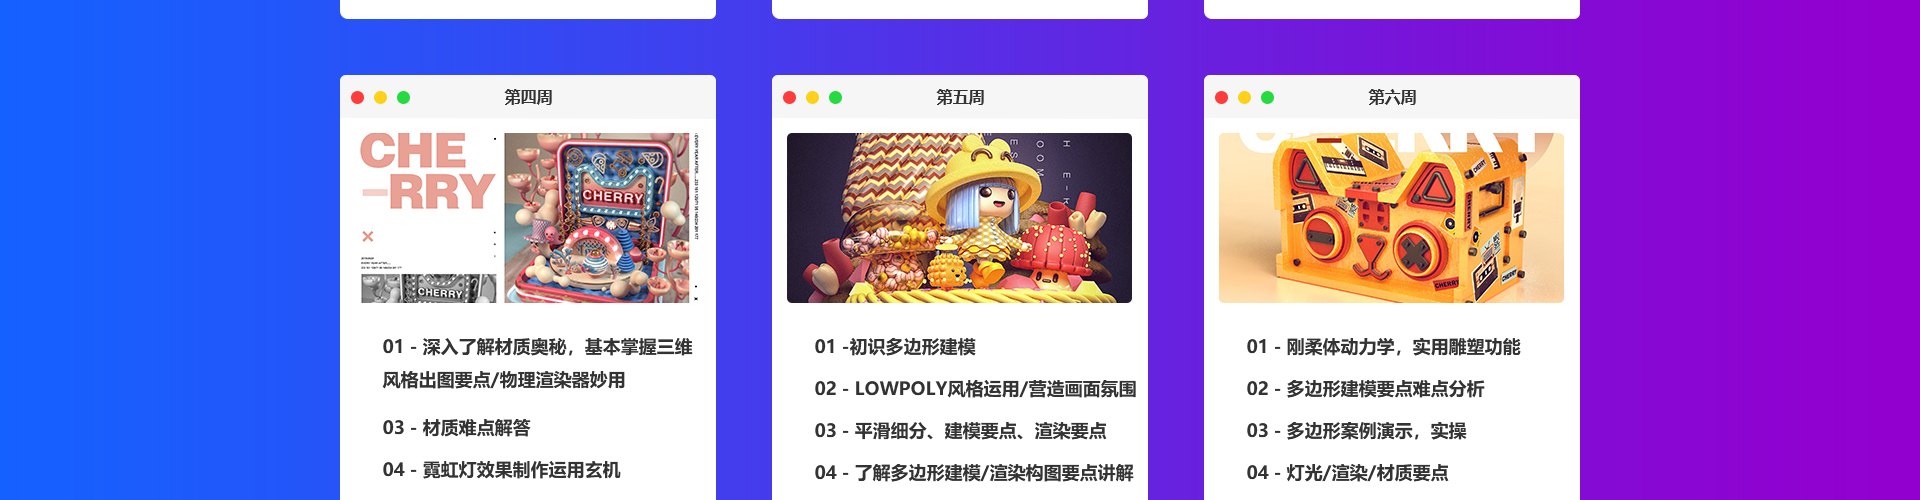 第四周
CHE
-RRY
CHERRY
CHERRY
01 - 深入了解材质奥秘，基本掌握三维
风格出图要点/物理渲染器妙用
03 - 材质难点解答
04 - 霓虹灯效果制作运用玄机
第五周
01 -初识多边形建模
02 - LOWPOLY风格运用/营造画面氛围
03 - 平滑细分、建模要点、渲染要点
04 - 了解多边形建模/渲染构图要点讲解
第六周
CHERRY
CHERRY
CHERRY
01 - 刚柔体动力学，实用雕塑功能
02 - 多边形建模要点难点分析
03 - 多边形案例演示，实操
04 - 灯光/渲染/材质要点